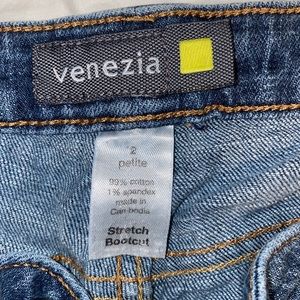 venezia
2
petite
99% cotton
1% spandex
made in
Cambodia
Stretch
Bootcut